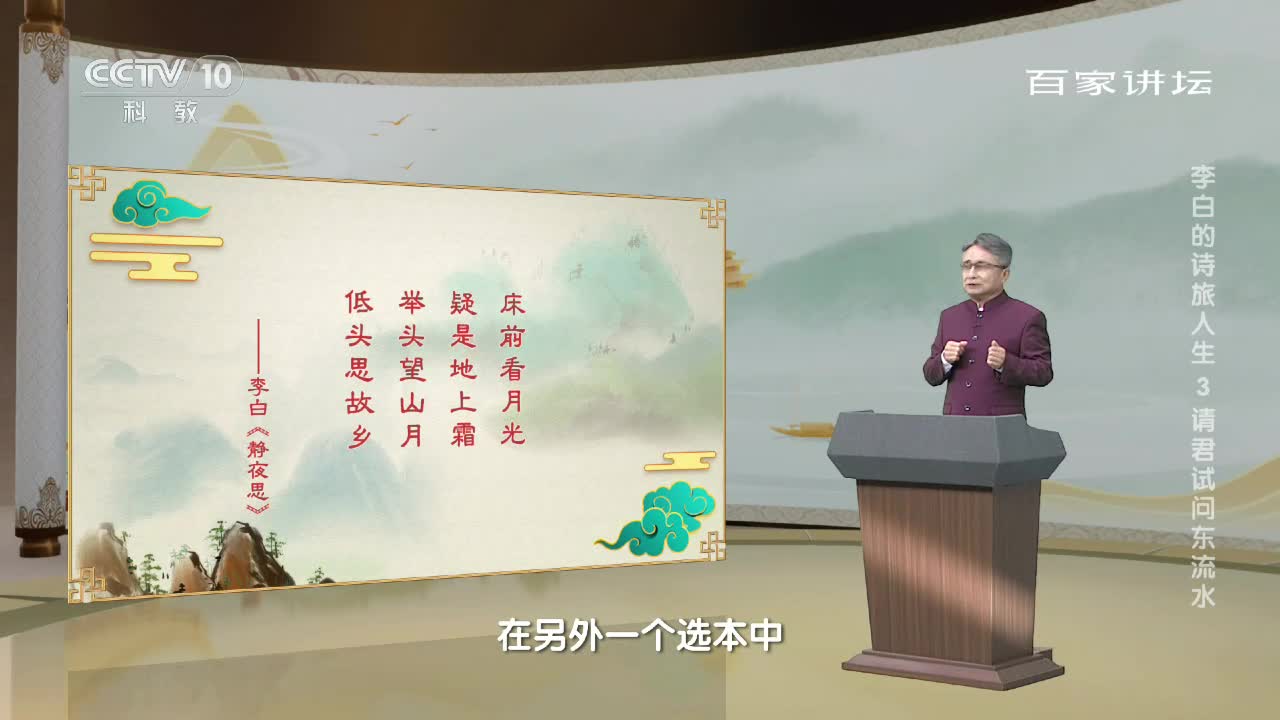 CCTV 10
科教
百家讲坛
李白的诗旅人生 3 请君试问东流水
床前看月光
疑是地上霜
举头望山月
低头思故乡
——李白《静夜思》
在另外一个选本中